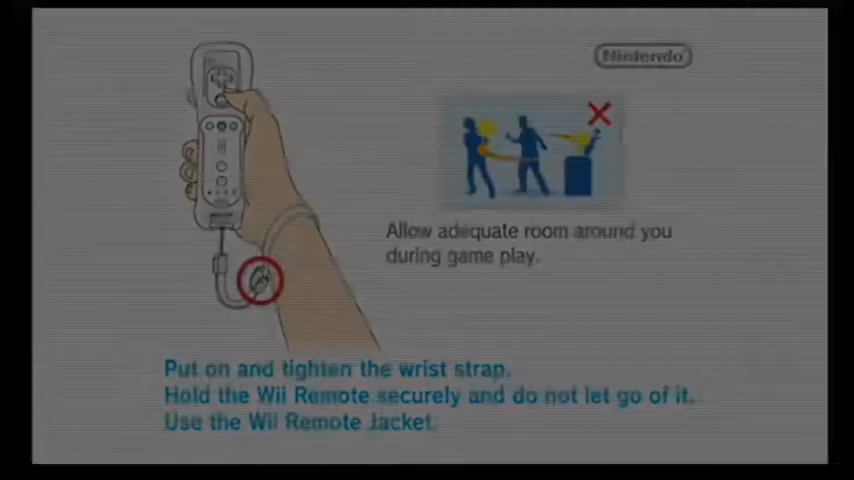 Nintendo
Allow adequate room around you
during game play.
Put on and tighten the wrist strap.
Hold the Wii Remote securely and do not let go of it.
Use the Wii Remote Jacket.